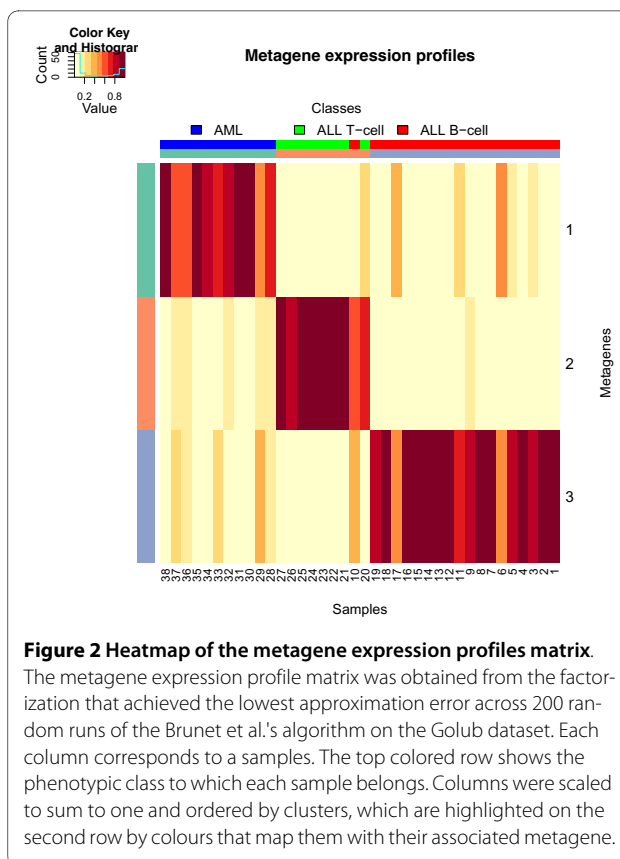 Color Key
and Histogran
Count
0 50
0.2 0.8
Value
Metagene expression profiles
Classes
AML ALL T-cell ALL B-cell
1
2
3
Metagenes
38 37 36 35 34 33 32 31 30 29 28 27 26 25 24 23 22 21 10 20 19 18 17 16 15 14 13 12 11 9 8 7 6 5 4 3 2 1
Samples
Figure 2 Heatmap of the metagene expression profiles matrix.
The metagene expression profile matrix was obtained from the factor-
ization that achieved the lowest approximation error across 200 ran-
dom runs of the Brunet et al.'s algorithm on the Golub dataset. Each
column corresponds to a samples. The top colored row shows the
phenotypic class to which each sample belongs. Columns were scaled
to sum to one and ordered by clusters, which are highlighted on the
second row by colours that map them with their associated metagene.